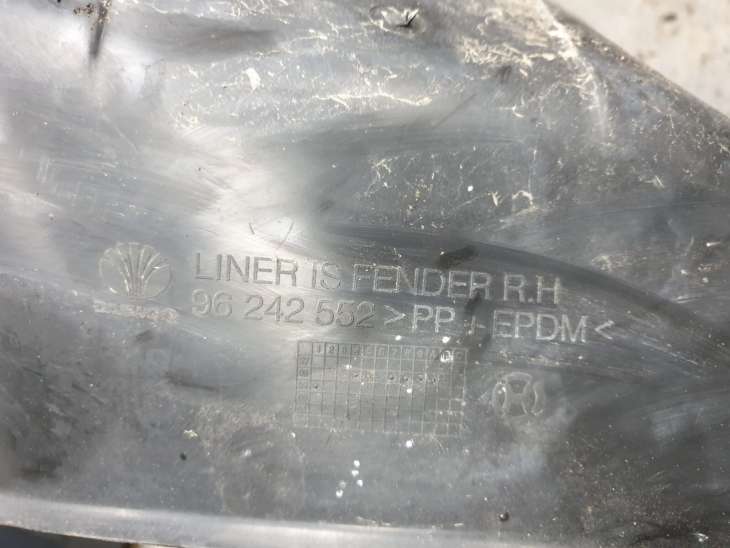 LINER IS FENDER R.H
96 242 552 >PP + EPDM<